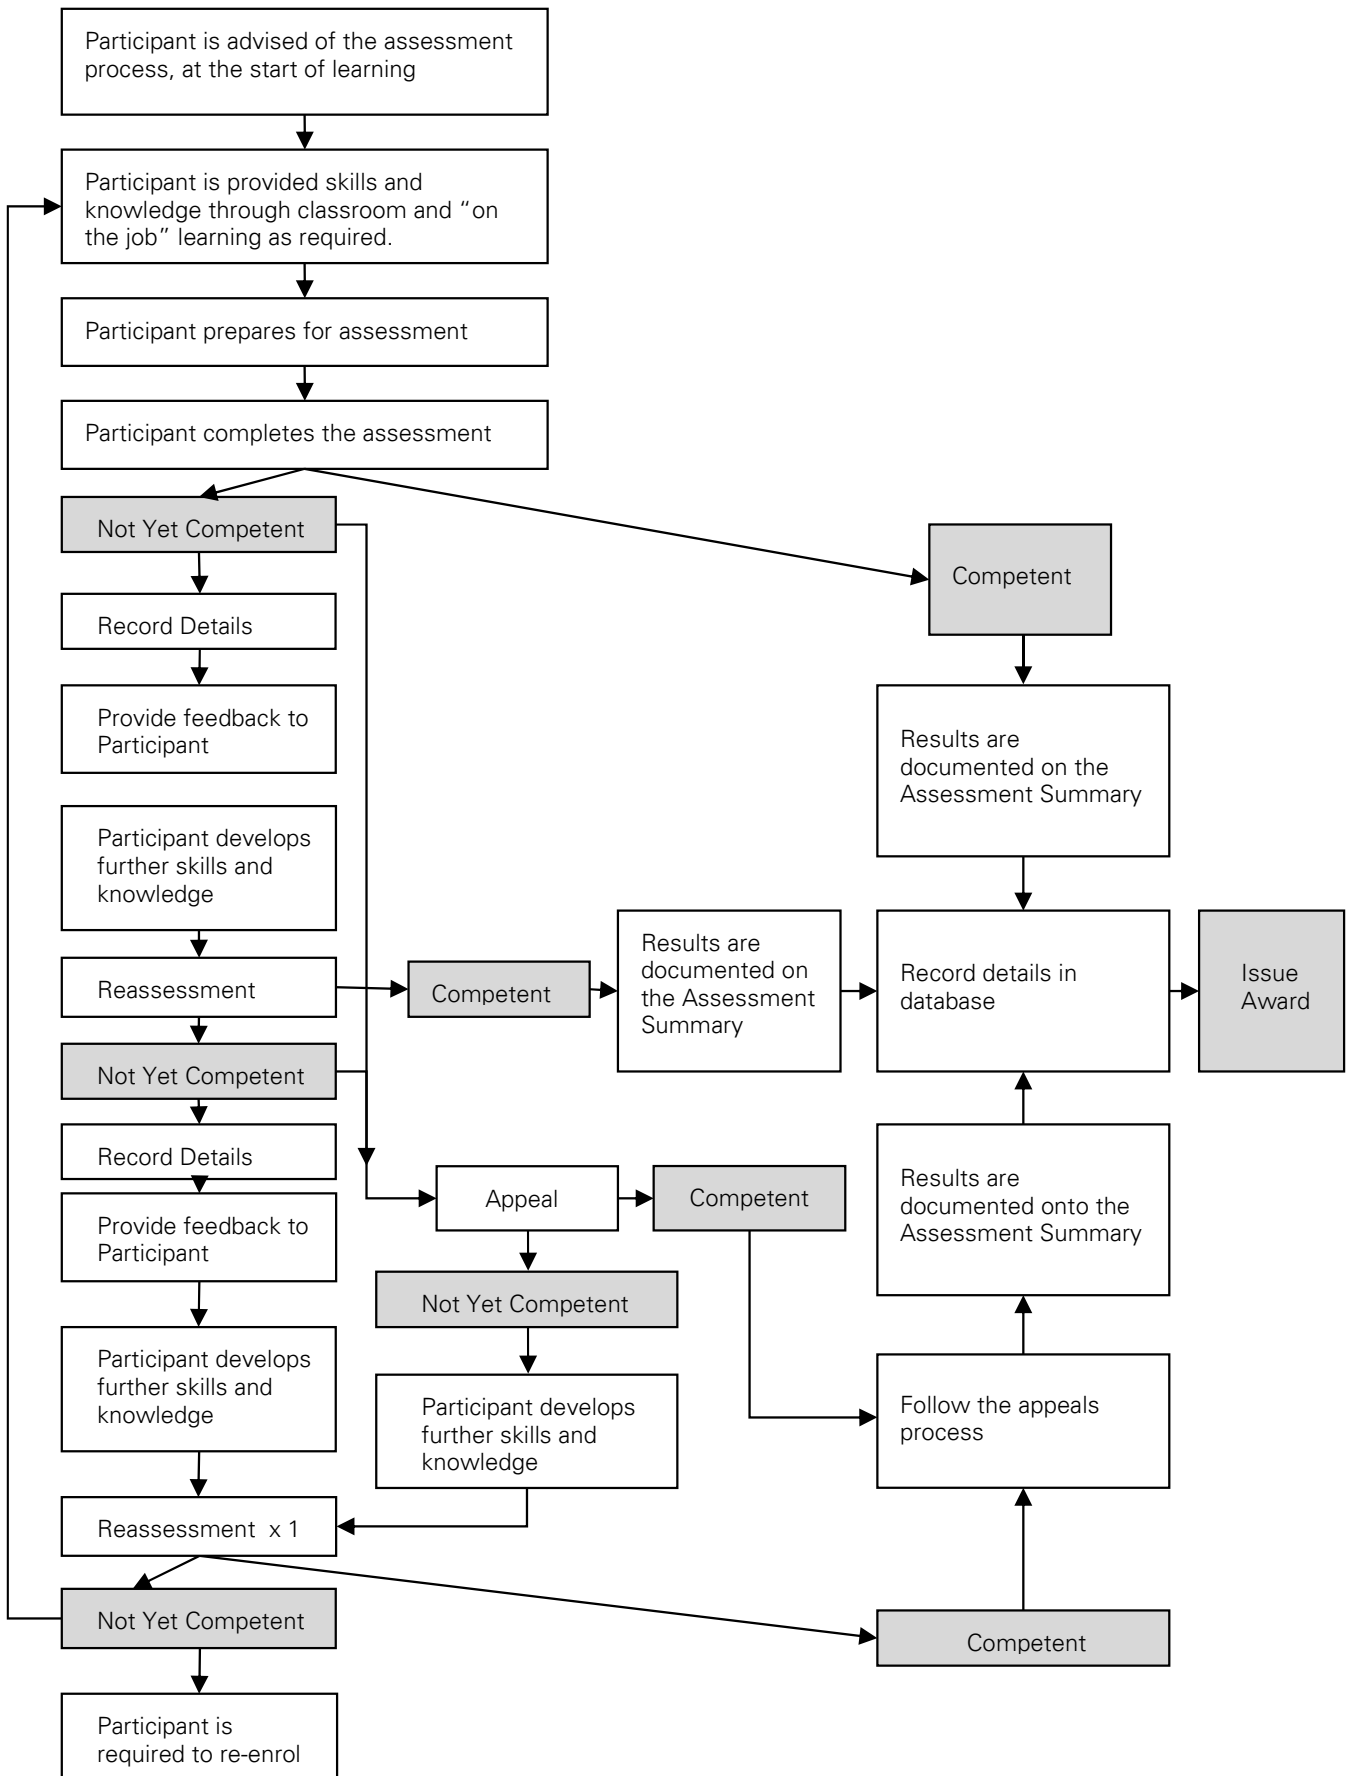 Participant is advised of the assessment
process, at the start of learning
Participant is provided skills and
knowledge through classroom and “on
the job” learning as required.
Participant prepares for assessment
Participant completes the assessment
Not Yet Competent
Competent
Record Details
Provide feedback to
Participant
Results are
documented on the
Assessment Summary
Participant develops
further skills and
knowledge
Reassessment
Competent
Results are
documented on
the Assessment
Summary
Record details in
database
Issue
Award
Not Yet Competent
Record Details
Provide feedback to
Participant
Appeal
Competent
Results are
documented onto the
Assessment Summary
Not Yet Competent
Participant develops
further skills and
knowledge
Participant develops
further skills and
knowledge
Follow the appeals
process
Reassessment x 1
Not Yet Competent
Competent
Participant is
required to re-enrol